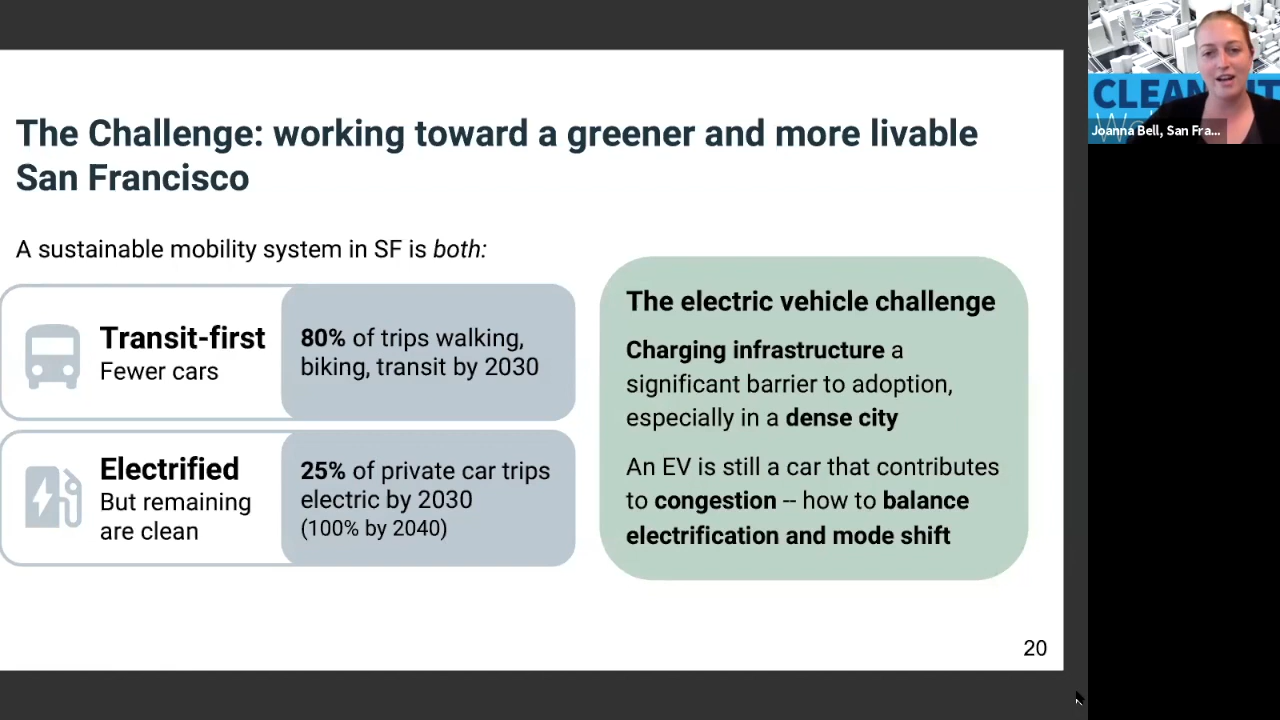 The Challenge: working toward a greener and more livable
San Francisco
A sustainable mobility system in SF is both:
Transit-first
Fewer cars
80% of trips walking,
biking, transit by 2030
Electrified
But remaining
are clean
25% of private car trips
electric by 2030
(100% by 2040)
The electric vehicle challenge
Charging infrastructure a
significant barrier to adoption,
especially in a dense city
An EV is still a car that contributes
to congestion -- how to balance
electrification and mode shift
20
CLEAN
Joanna Bell, San Fra...